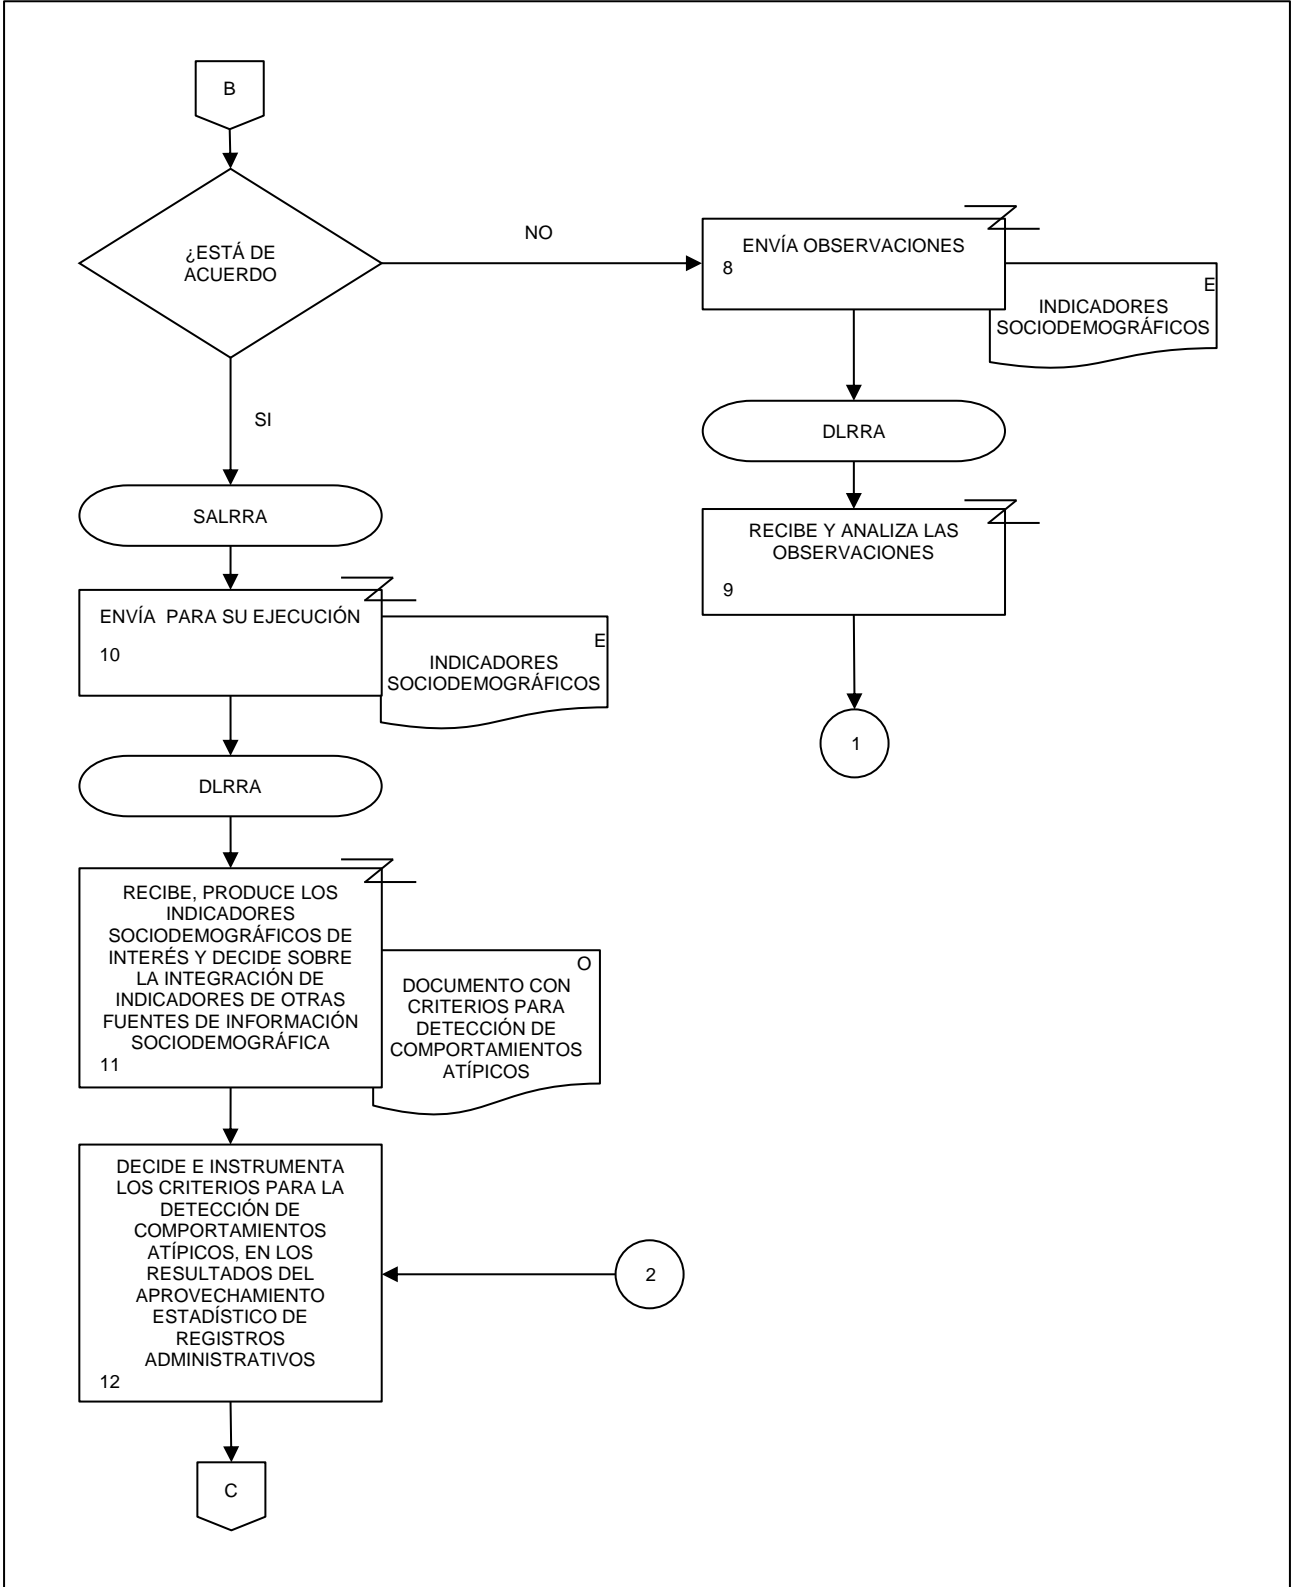 B
¿ESTÁ DE
ACUERDO
NO
SI
ENVÍA OBSERVACIONES
8
E
INDICADORES
SOCIODEMOGRÁFICOS
DLRRA
RECIBE Y ANALIZA LAS
OBSERVACIONES
9
1
SALRRA
ENVÍA  PARA SU EJECUCIÓN
10
E
INDICADORES
SOCIODEMOGRÁFICOS
DLRRA
RECIBE, PRODUCE LOS
INDICADORES
SOCIODEMOGRÁFICOS DE
INTERÉS Y DECIDE SOBRE
LA INTEGRACIÓN DE
INDICADORES DE OTRAS
FUENTES DE INFORMACIÓN
SOCIODEMOGRÁFICA
11
O
DOCUMENTO CON
CRITERIOS PARA
DETECCIÓN DE
COMPORTAMIENTOS
ATÍPICOS
DECIDE E INSTRUMENTA
LOS CRITERIOS PARA LA
DETECCIÓN DE
COMPORTAMIENTOS
ATÍPICOS, EN LOS
RESULTADOS DEL
APROVECHAMIENTO
ESTADÍSTICO DE
REGISTROS
ADMINISTRATIVOS
12
2
C